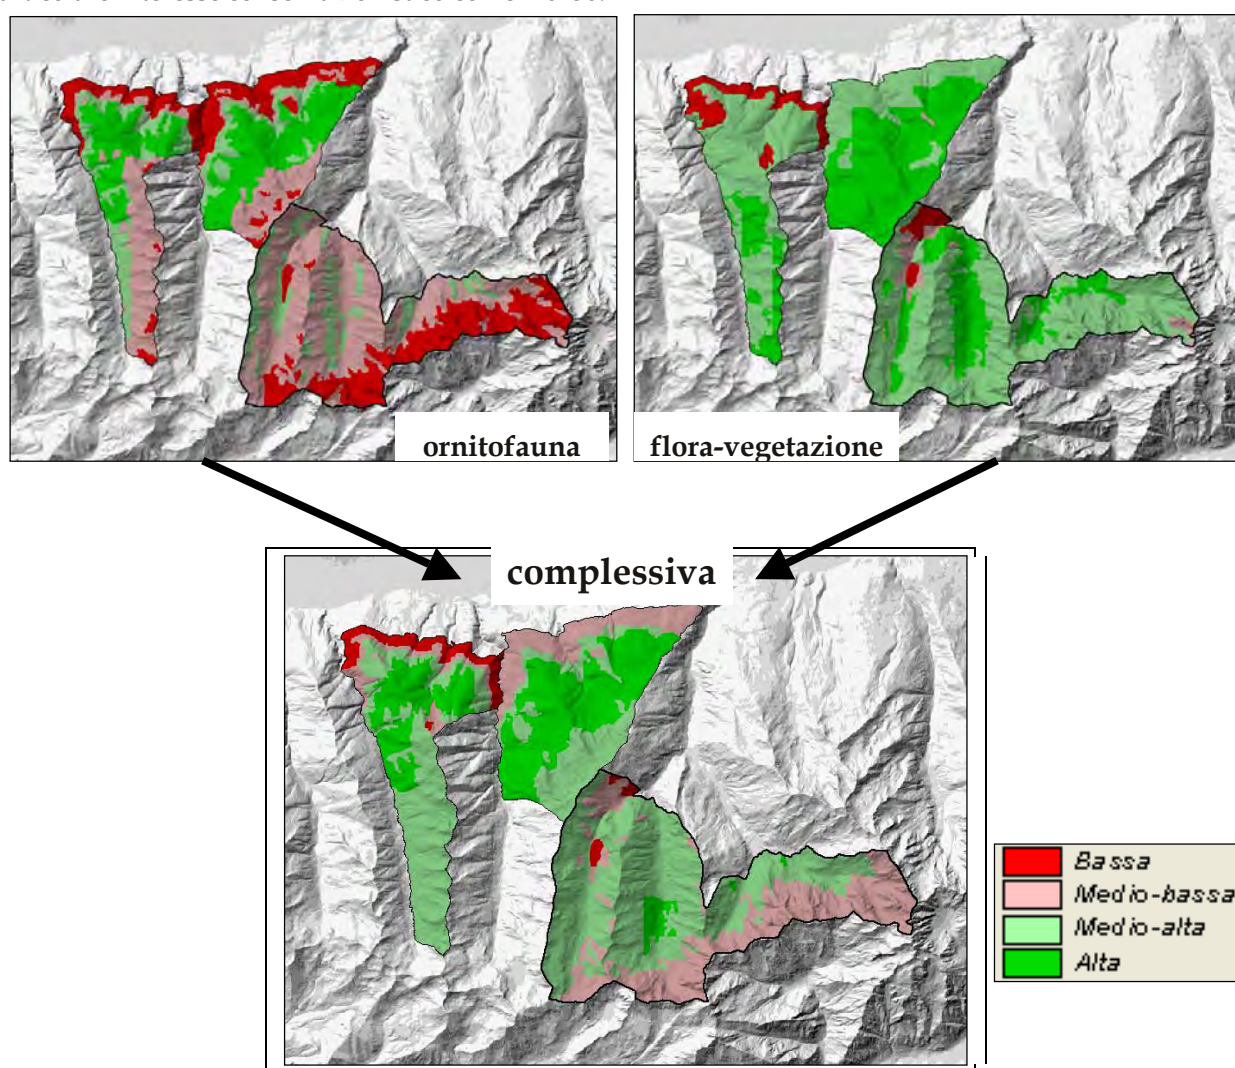 ornitofauna
flora-vegetazione
complessiva
Bassa
Medio-bassa
Medio-alta
Alta